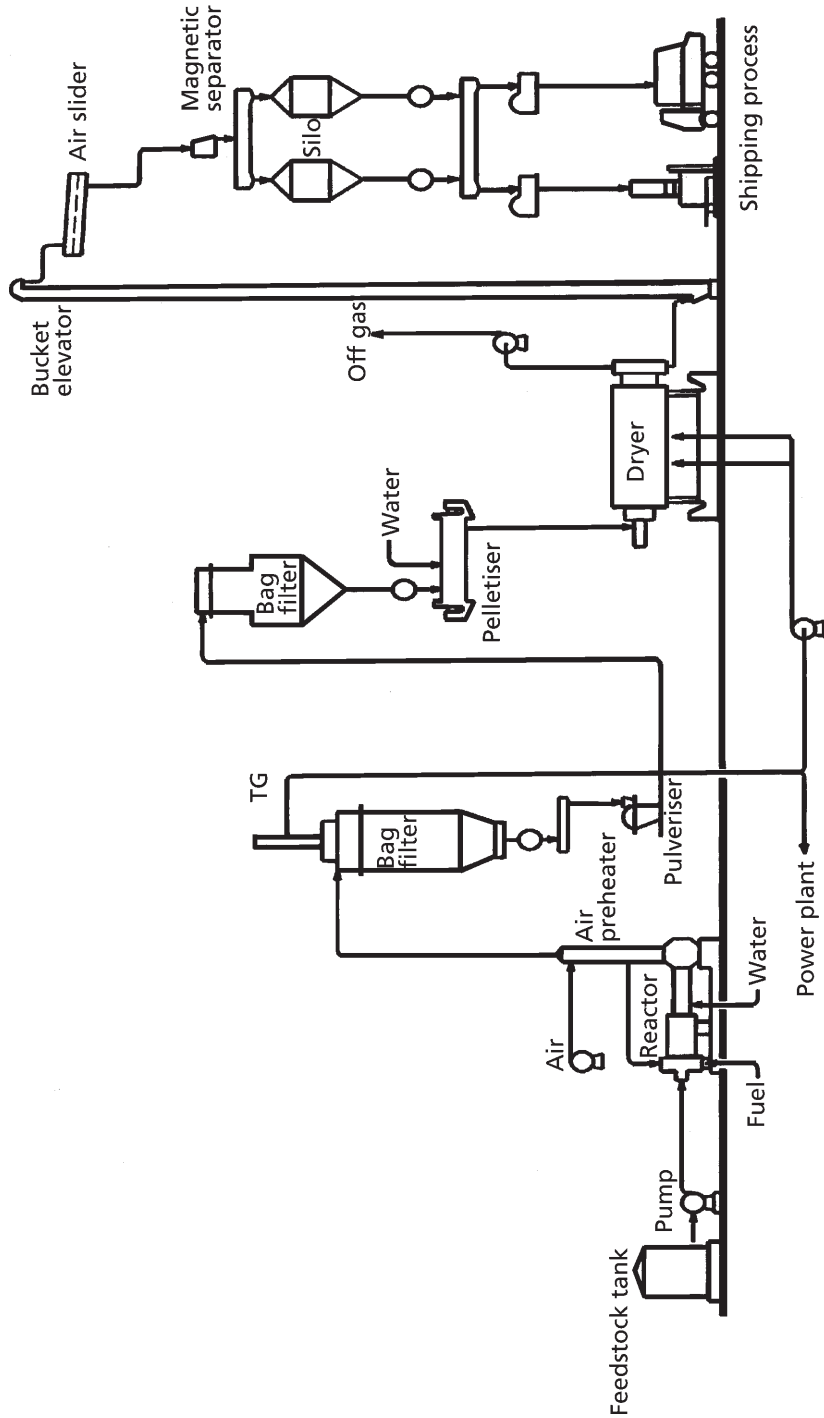 Feedstock tank
Pump
Fuel
Air
Reactor
Water
Air
preheater
Bag
filter
TG
Pulveriser
Power plant
Bag
filter
Water
Pelletiser
Dryer
Off gas
Bucket
elevator
Air slider
Magnetic
separator
Silo
Shipping process